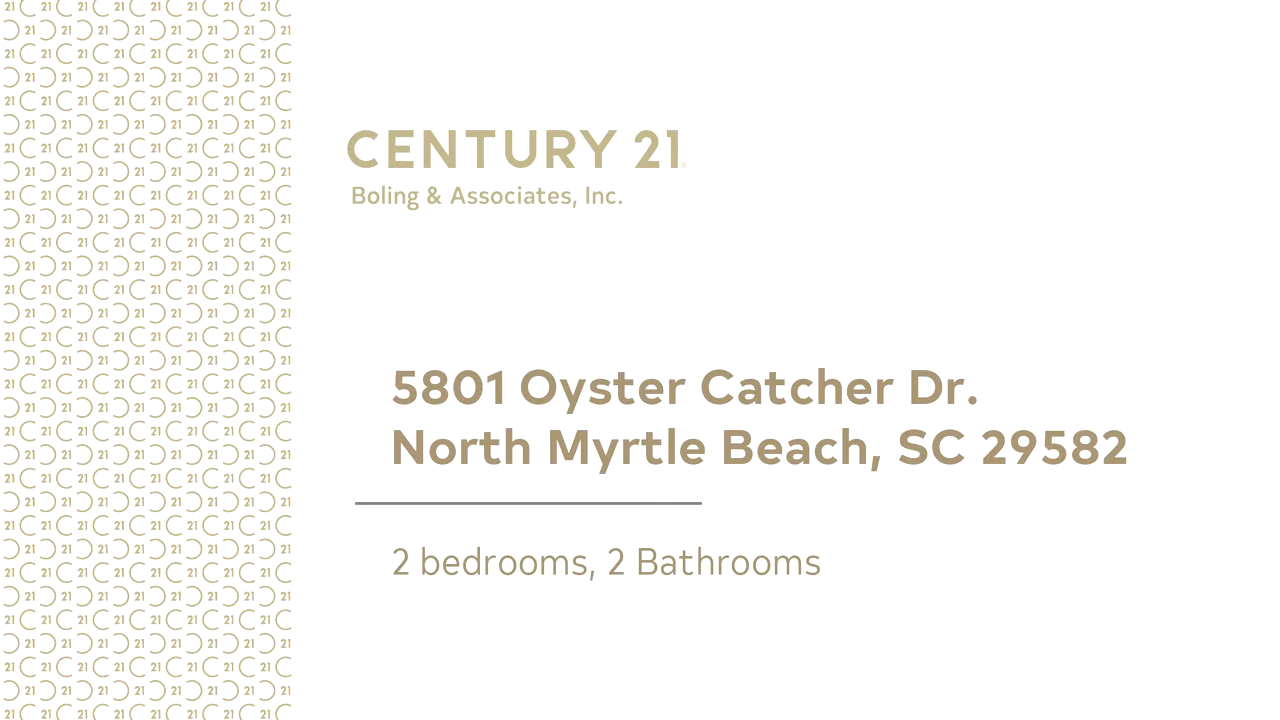 CENTURY 21
Boling & Associates, Inc.
5801 Oyster Catcher Dr.
North Myrtle Beach, SC 29582
2 bedrooms, 2 Bathrooms